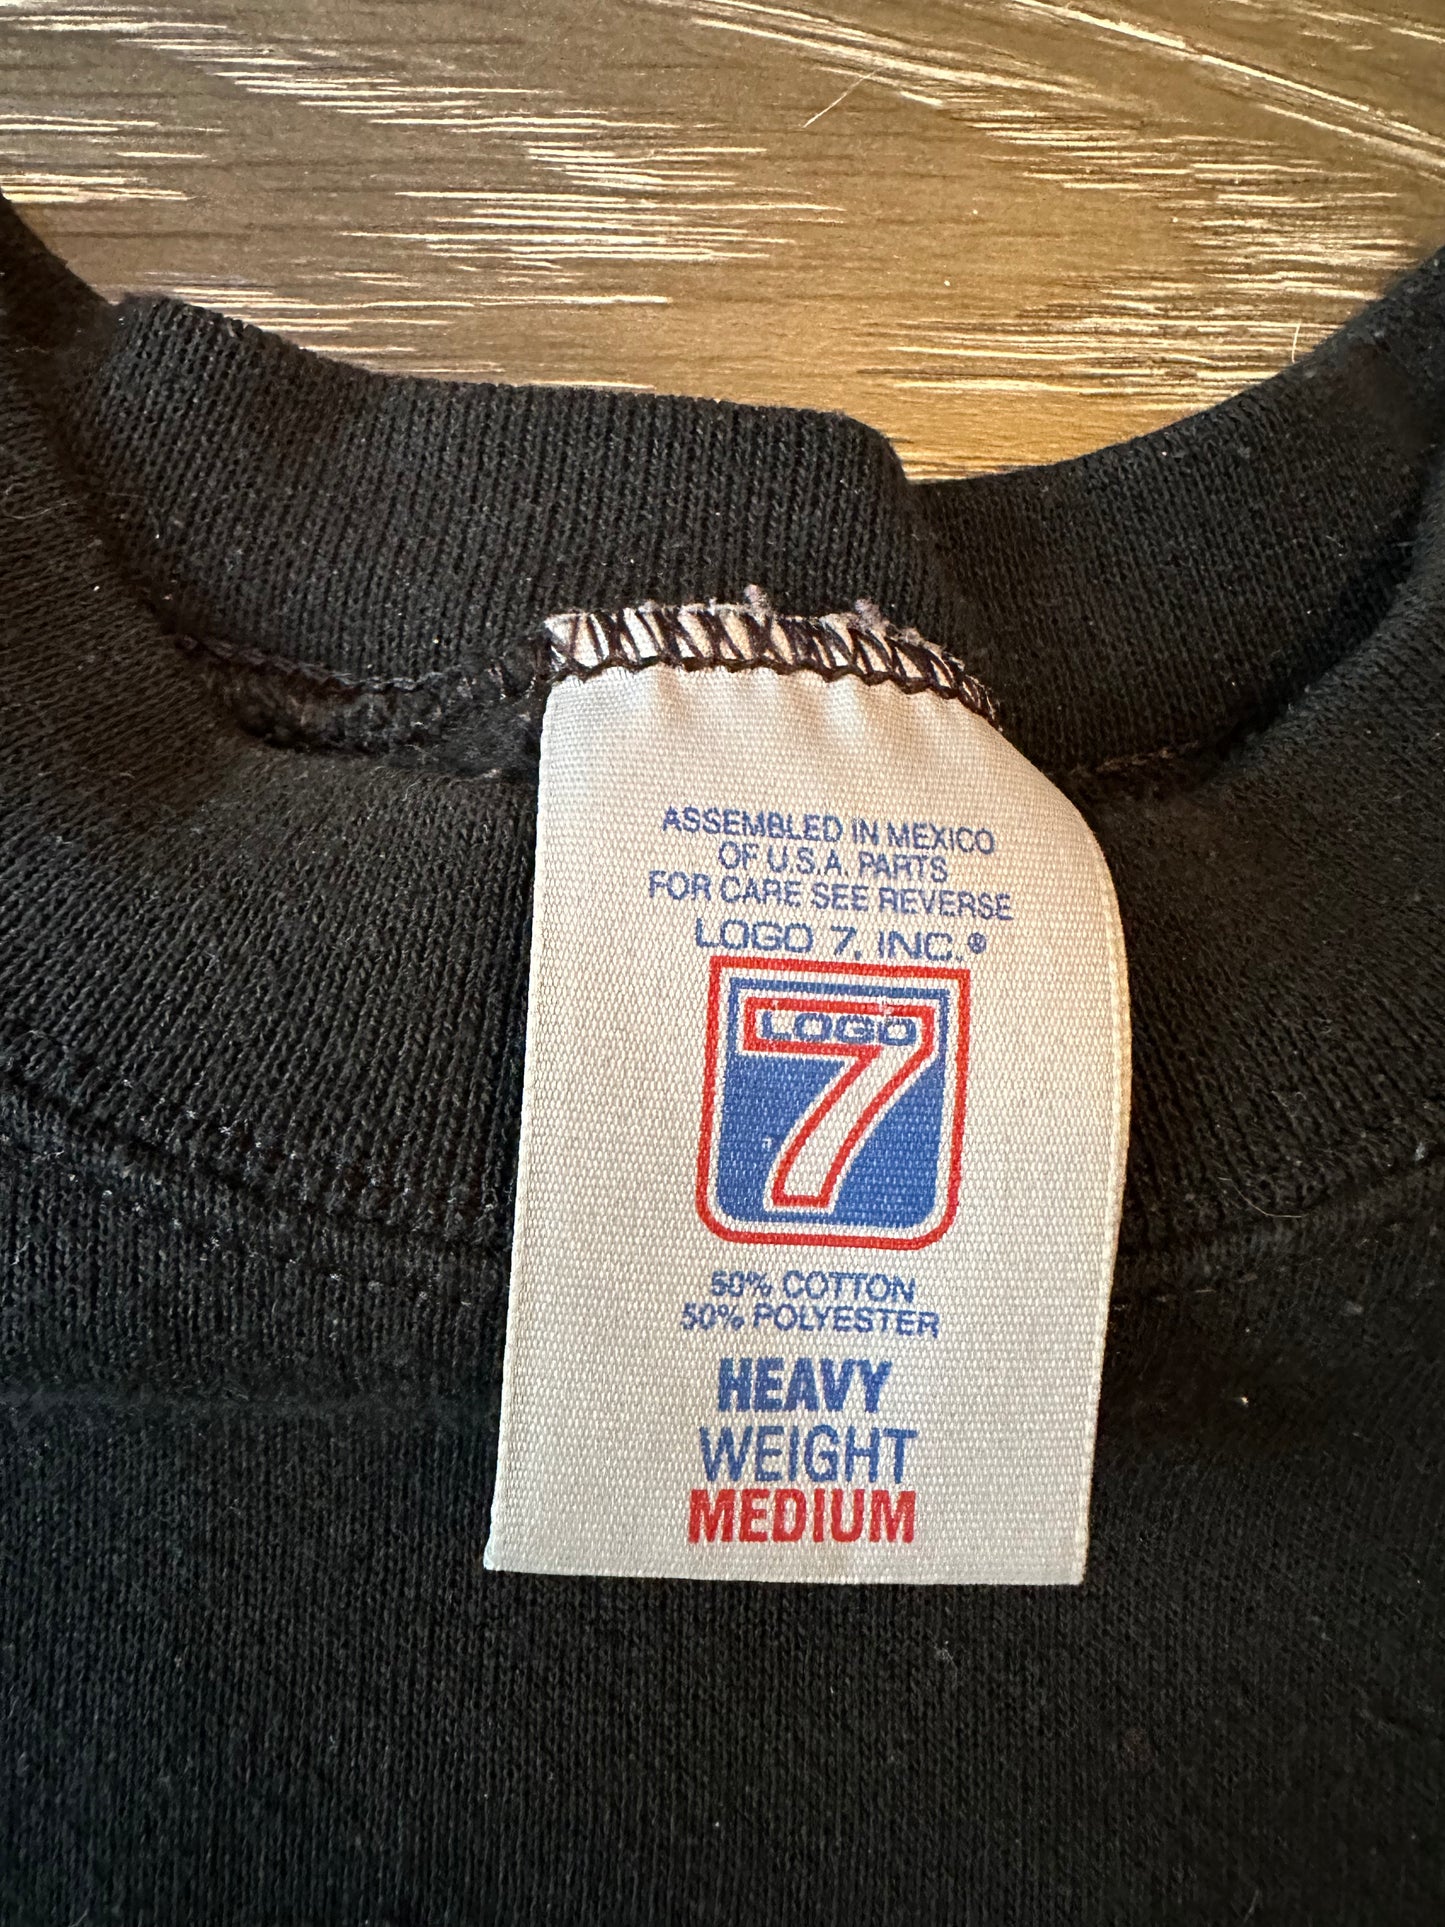 ASSEMBLED IN MEXICO
OF U.S.A. PARTS
FOR CARE SEE REVERSE
LOGO 7, INC.®
LOGO
7
50% COTTON
50% POLYESTER
HEAVY
WEIGHT
MEDIUM